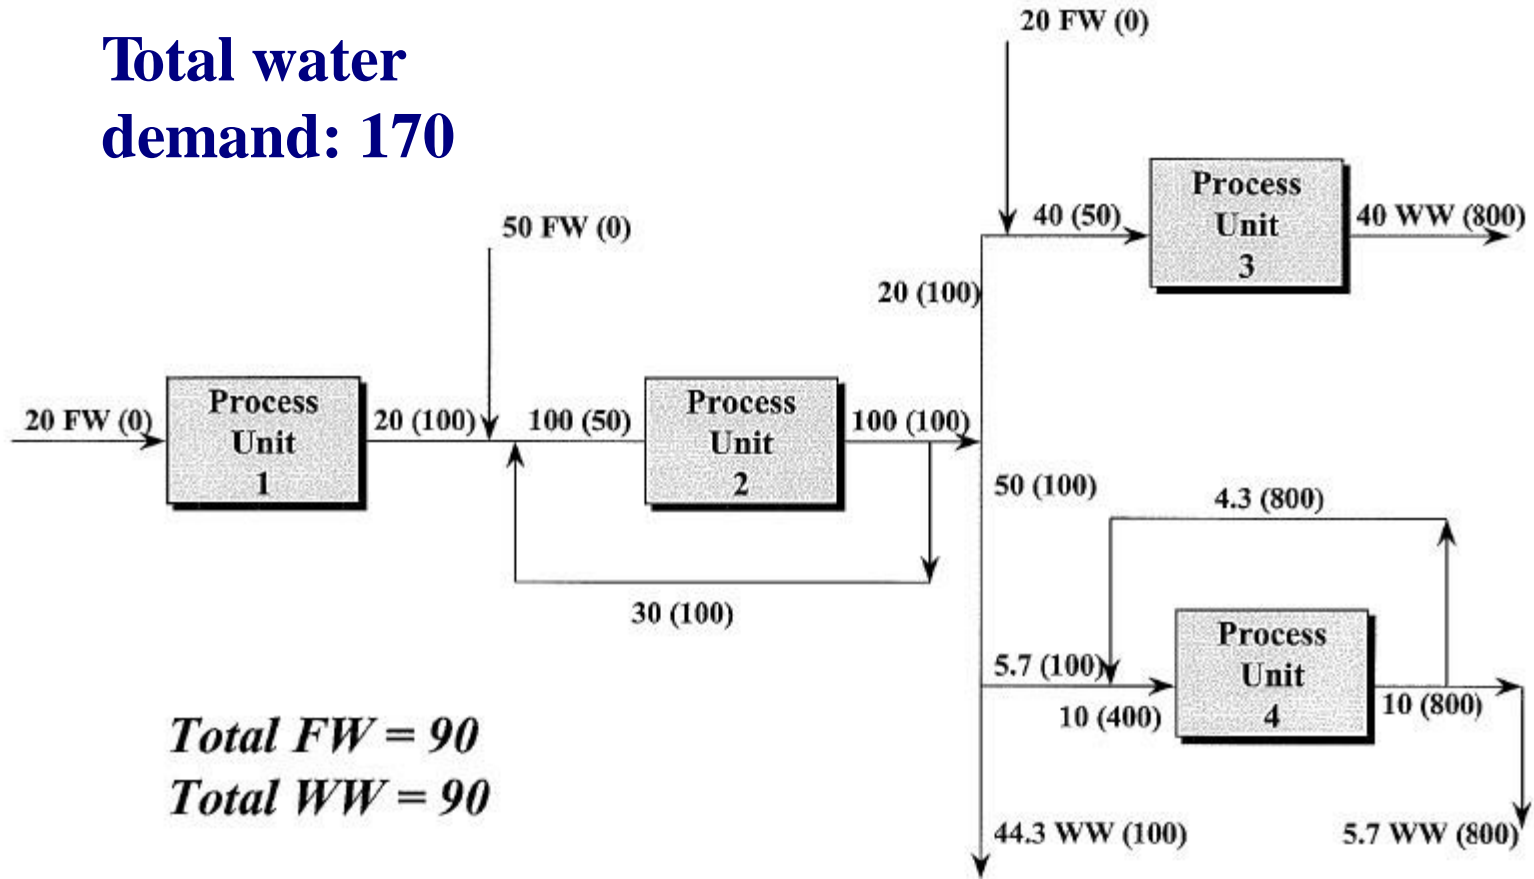 Total water
demand: 170
20 FW (0)
50 FW (0)
40 (50)
Process
Unit
3
40 WW (800)
20 (100)
20 FW (0)
Process
Unit
1
20 (100)
100 (50)
Process
Unit
2
100 (100)
50 (100)
4.3 (800)
30 (100)
5.7 (100)
10 (400)
Process
Unit
4
10 (800)
Total FW = 90
Total WW = 90
44.3 WW (100)
5.7 WW (800)